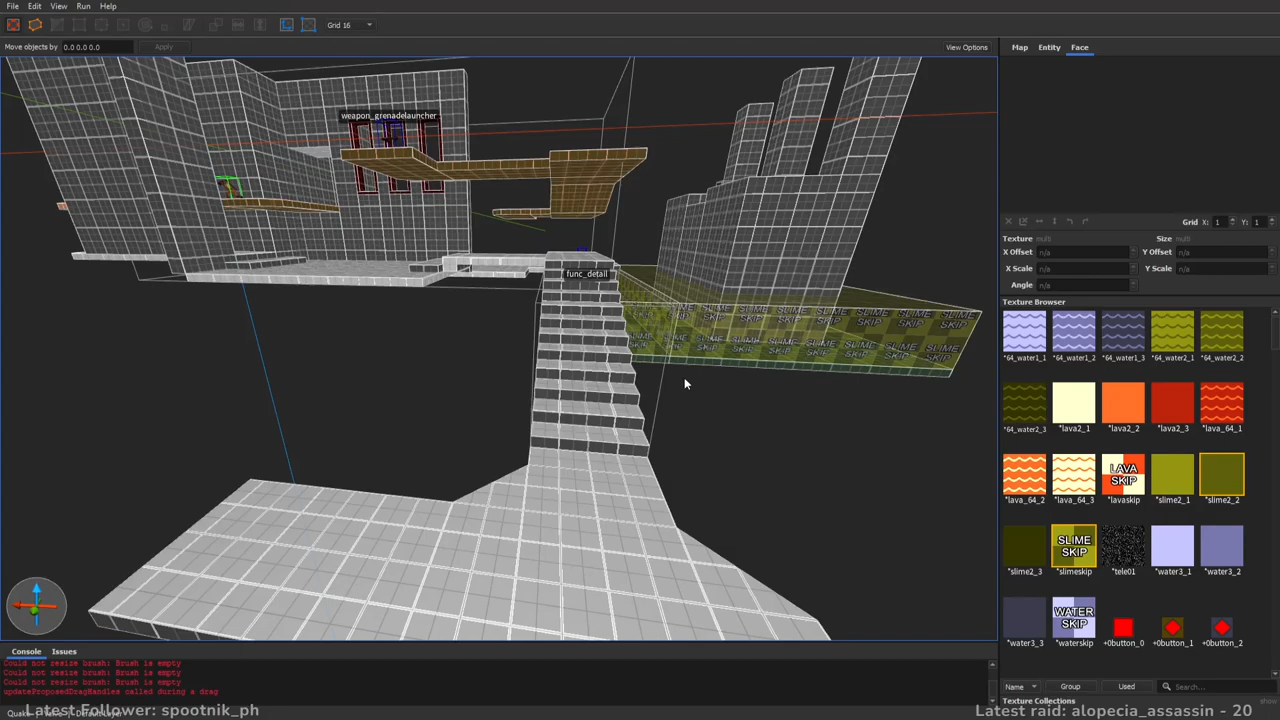 File Edit View Run Help
Grid 16
Move objects by 0.0 0.0 0.0 Apply View Options
Map Entity Face
weapon_grenadelauncher
func_detail
SLIME SKIP
Grid X: 1 Y: 1
Texture multi Size multi
X Offset n/a Y Offset n/a
X Scale n/a Y Scale n/a
Angle n/a
Texture Browser
*64_water1_1 *64_water1_2 *64_water1_3 *64_water2_1 *64_water2_2
*64_water2_3 *lava2_1 *lava2_2 *lava2_3 *lava_64_1
LAVA
SKIP
*lava_64_2 *lava_64_3 *lavaskip *slime2_1 *slime2_2
SLIME
SKIP
*slime2_3 *slimeskip *tele01 *water3_1 *water3_2
WATER
SKIP
*water3_3 *waterskip +0button_0 +0button_1 +0button_2
Name Group Used Search...
Texture Collections show
Console Issues
Could not resize brush: Brush is empty
Could not resize brush: Brush is empty
Could not resize brush: Brush is empty
updateProposedDragHandles called during a drag
Latest Follower: spootnik_ph
Latest raid: alopecia_assassin - 20